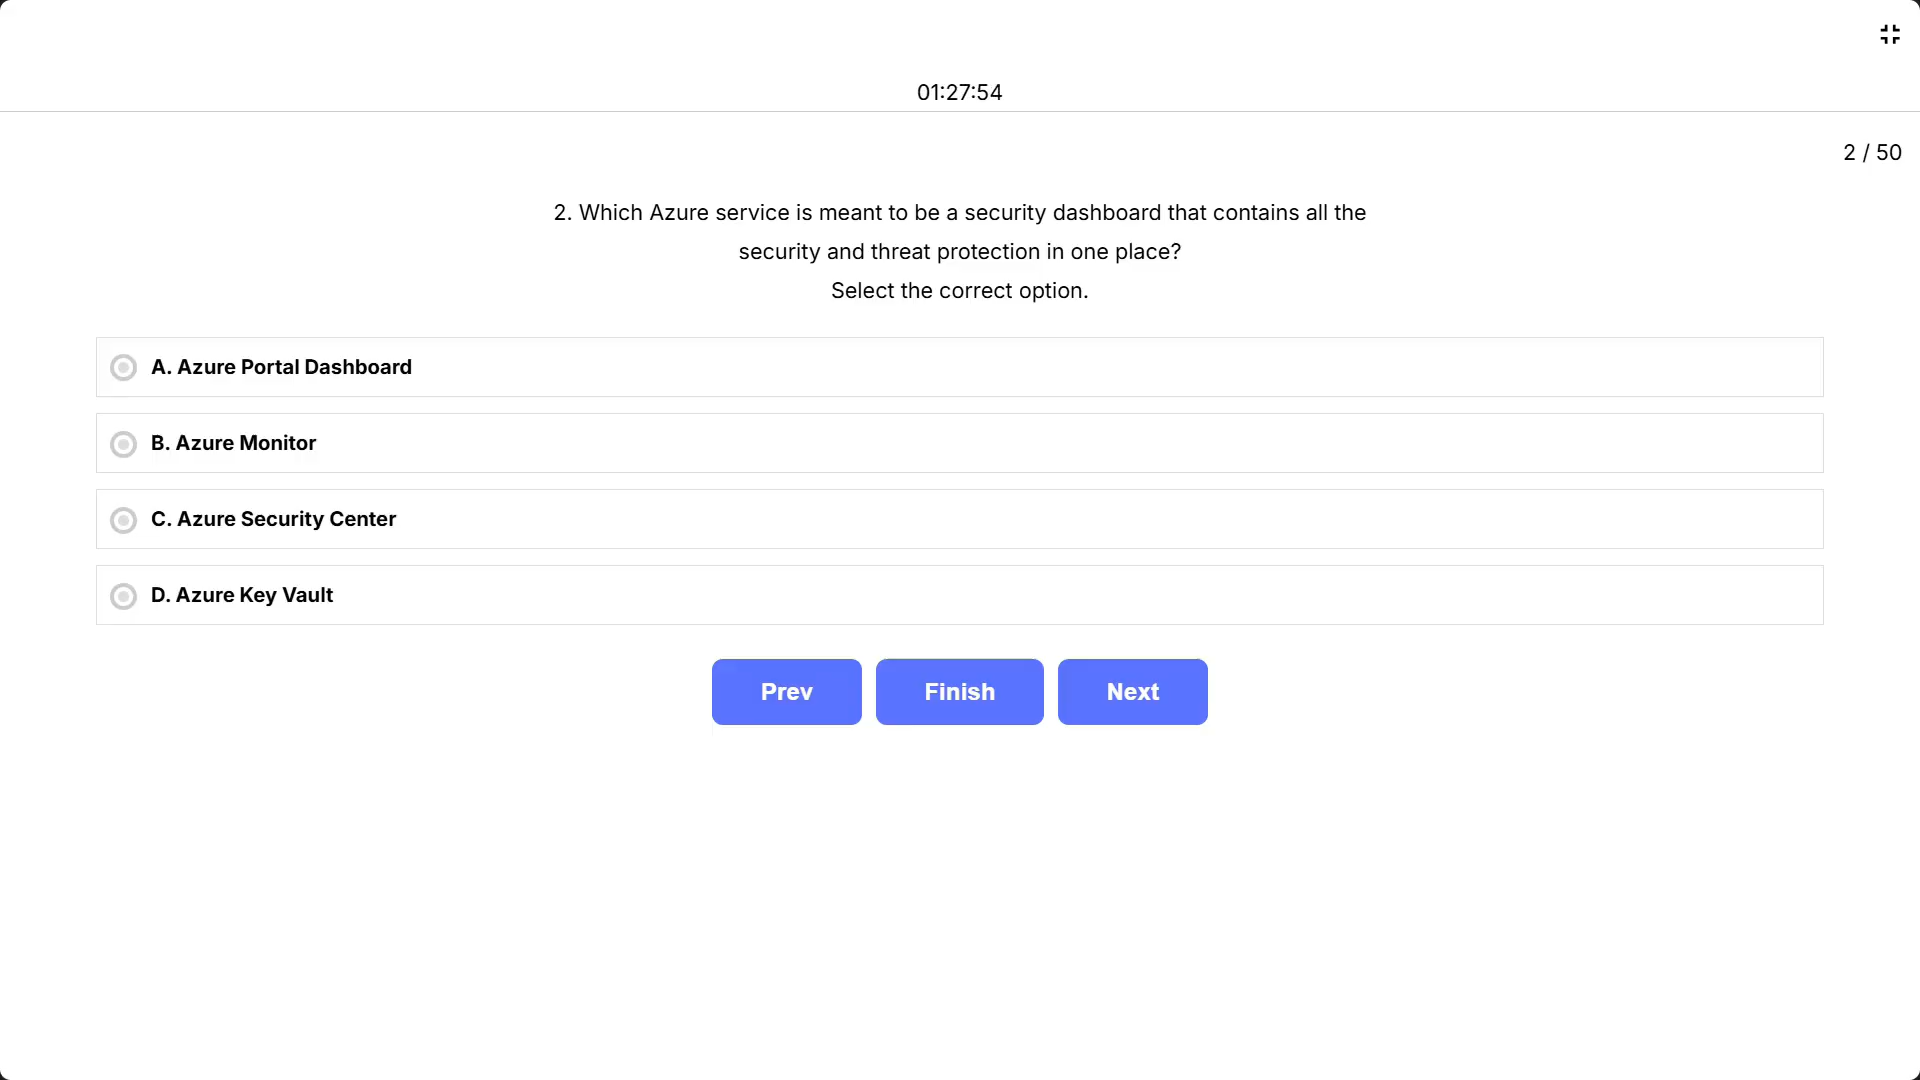 01:27:54
2 / 50
2. Which Azure service is meant to be a security dashboard that contains all the
security and threat protection in one place?
Select the correct option.
A. Azure Portal Dashboard
B. Azure Monitor
C. Azure Security Center
D. Azure Key Vault
Prev
Finish
Next